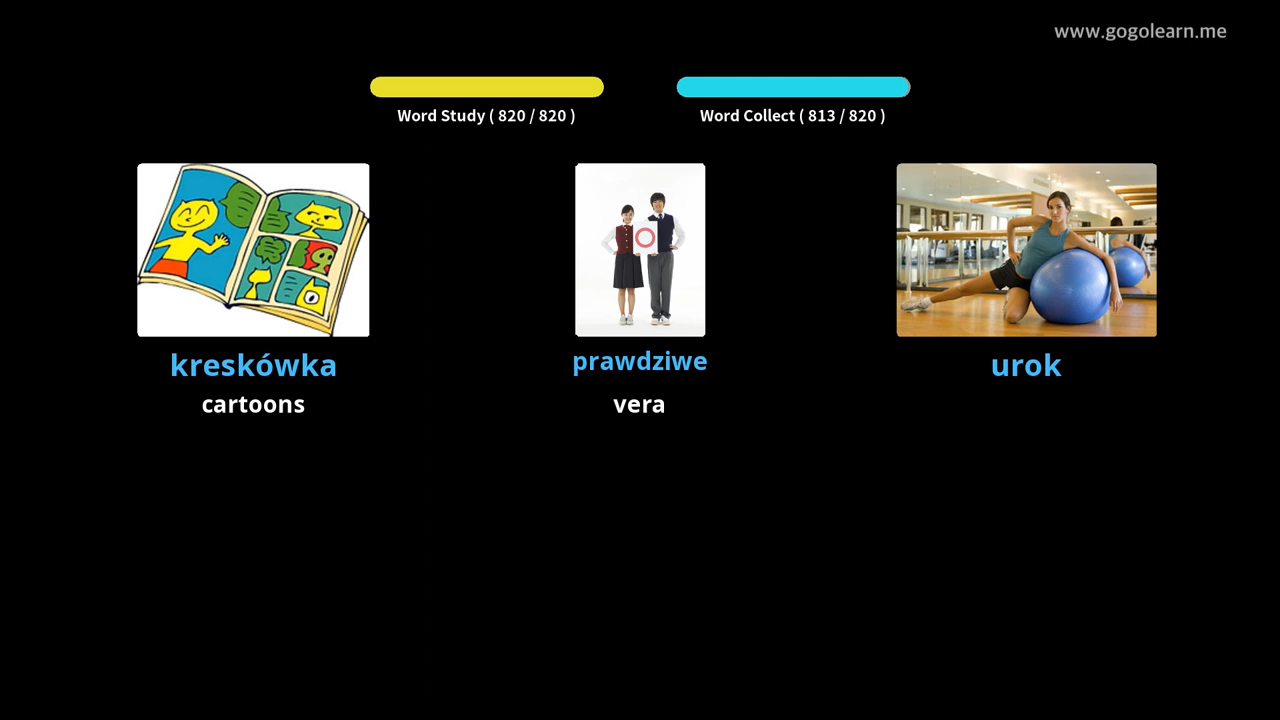 www.gogolearn.me
Word Study ( 820 / 820 )
Word Collect ( 813 / 820 )
kreskówka
prawdziwe
urok
cartoons
vera